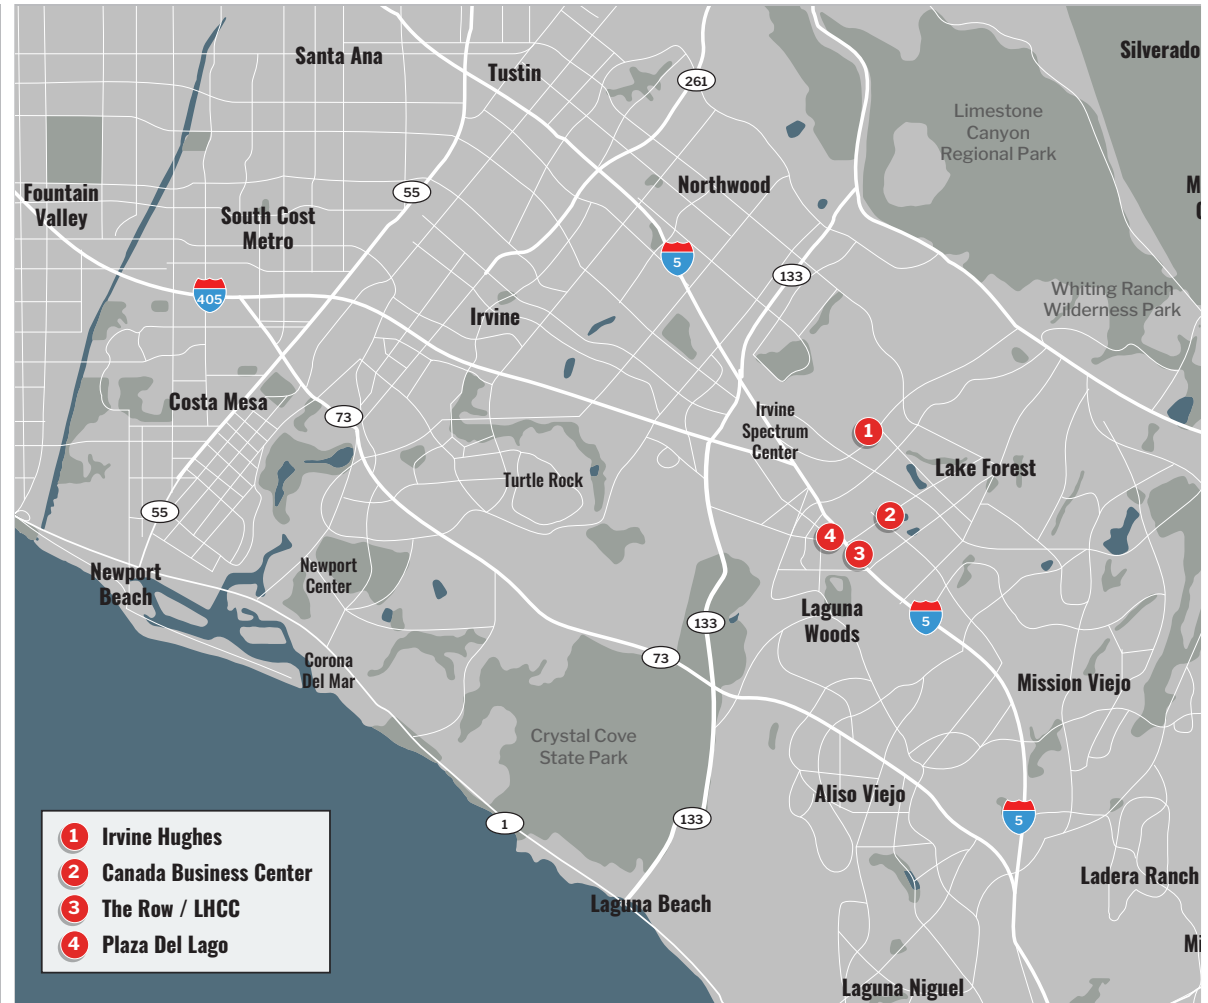 Santa Ana
Tustin
Silverado
261
Limestone
Canyon
Regional Park
Fountain
Valley
55
Northwood
M
South Cost
Metro
5
133
405
Whiting Ranch
Wilderness Park
Irvine
Costa Mesa
73
Irvine
Spectrum
Center
1
Lake Forest
Turtle Rock
55
2
4
3
Newport
Beach
Newport
Center
Laguna
Woods
5
133
73
Corona
Del Mar
Mission Viejo
Crystal Cove
State Park
Aliso Viejo
1
133
5
1 Irvine Hughes
2 Canada Business Center
3 The Row / LHCC
4 Plaza Del Lago
Ladera Ranch
Laguna Beach
Mi
Laguna Niguel